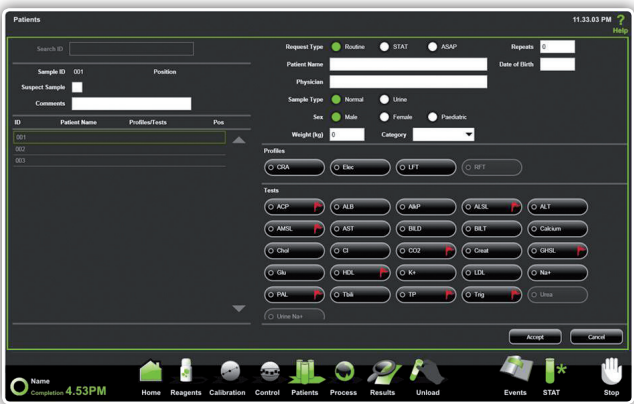 Patients 11.33.03 PM ?
Help
Search ID
Request Type Routine STAT ASAP Repeats 0
Patient Name Date of Birth
Sample ID 001 Position
Physician
Suspect Sample
Sample Type Normal Urine
Comments
Sex Male Female Paediatric
ID Patient Name Profiles/Tests Pos
Weight (kg) 0 Category
001
002
003
Profiles
CRA Elec LFT RFT
Tests
ACP ALB AlkP ALSL ALT
AMSL AST BILD BILT Calcium
Chol Cl CO2 Creat GHSL
Glu HDL K+ LDL Na+
PAL Tbili TP Trig Urea
Urine Na+
Accept Cancel
Name
Completion 4.53PM
Home Reagents Calibration Control Patients Process Results Unload Events STAT Stop